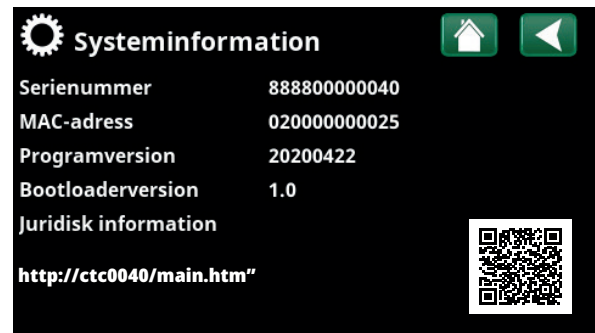 Systeminformation
Serienummer 888800000040
MAC-adress 020000000025
Programversion 20200422
Bootloaderversion 1.0
Juridisk information
http://ctc0040/main.htm”